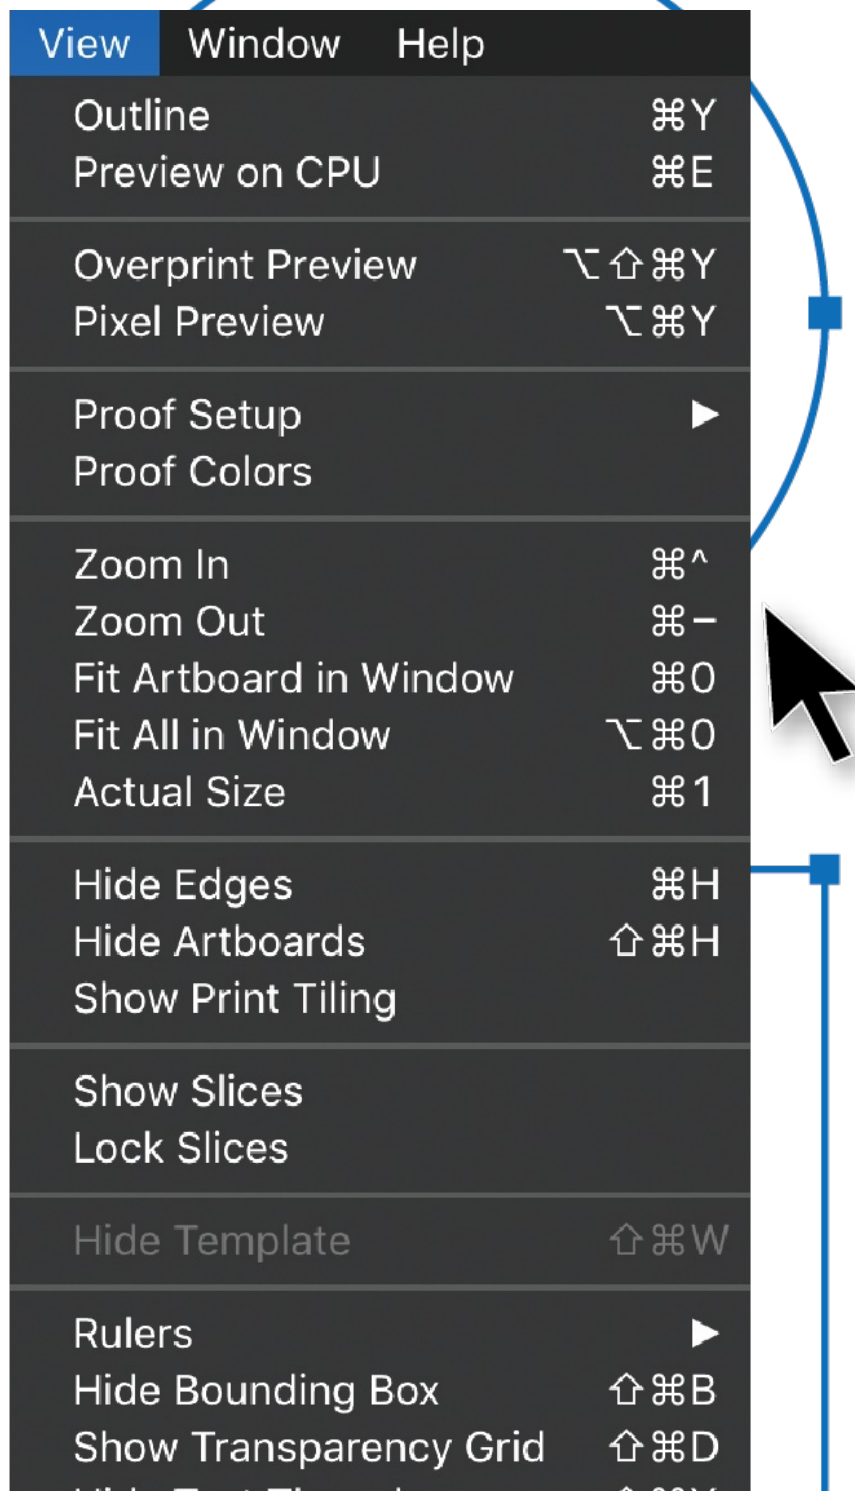 View Window Help
Outline ⌘Y
Preview on CPU ⌘E
Overprint Preview ⌥⇧⌘Y
Pixel Preview ⌥⌘Y
Proof Setup ▶
Proof Colors
Zoom In ⌘^
Zoom Out ⌘–
Fit Artboard in Window ⌘0
Fit All in Window ⌥⌘0
Actual Size ⌘1
Hide Edges ⌘H
Hide Artboards ⇧⌘H
Show Print Tiling
Show Slices
Lock Slices
Hide Template ⇧⌘W
Rulers ▶
Hide Bounding Box ⇧⌘B
Show Transparency Grid ⇧⌘D